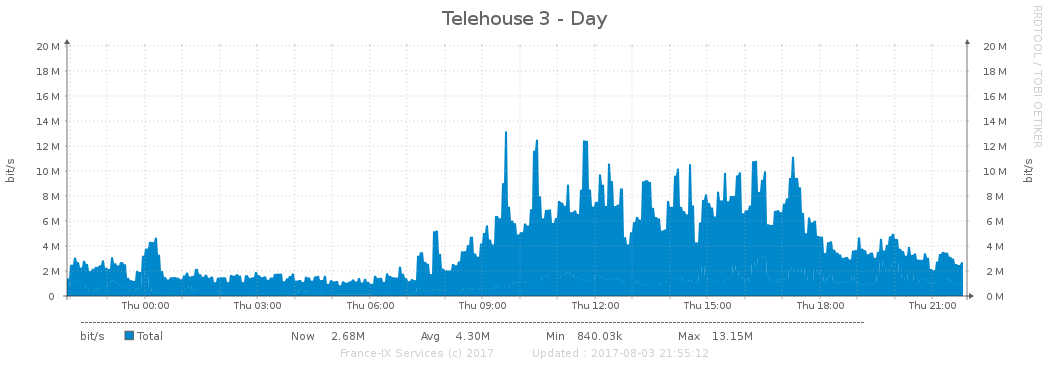 Telehouse 3 - Day
RRDTOOL / TOBI OETIKER
bit/s
20 M 20 M
18 M 18 M
16 M 16 M
14 M 14 M
12 M 12 M
10 M 10 M
8 M 8 M
6 M 6 M
4 M 4 M
2 M 2 M
0 0 M
bit/s
Thu 00:00 Thu 03:00 Thu 06:00 Thu 09:00 Thu 12:00 Thu 15:00 Thu 18:00 Thu 21:00
bit/s Total Now 2.68M Avg 4.30M Min 840.03k Max 13.15M
France-IX Services (c) 2017 Updated : 2017-08-03 21:55:12